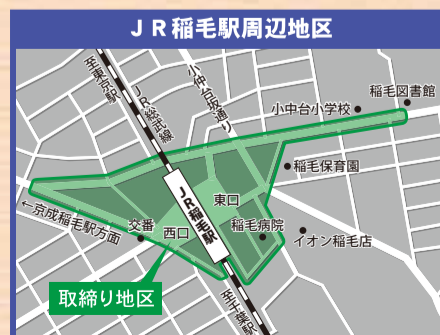 JR稲毛駅周辺地区
至東京駅
JR総武線
小仲台坂通り
稲毛図書館
小中台小学校
稲毛保育園
JR稲毛駅
東口
西口
←京成稲毛駅方面
交番
稲毛病院
イオン稲毛店
取締り地区
至千葉駅